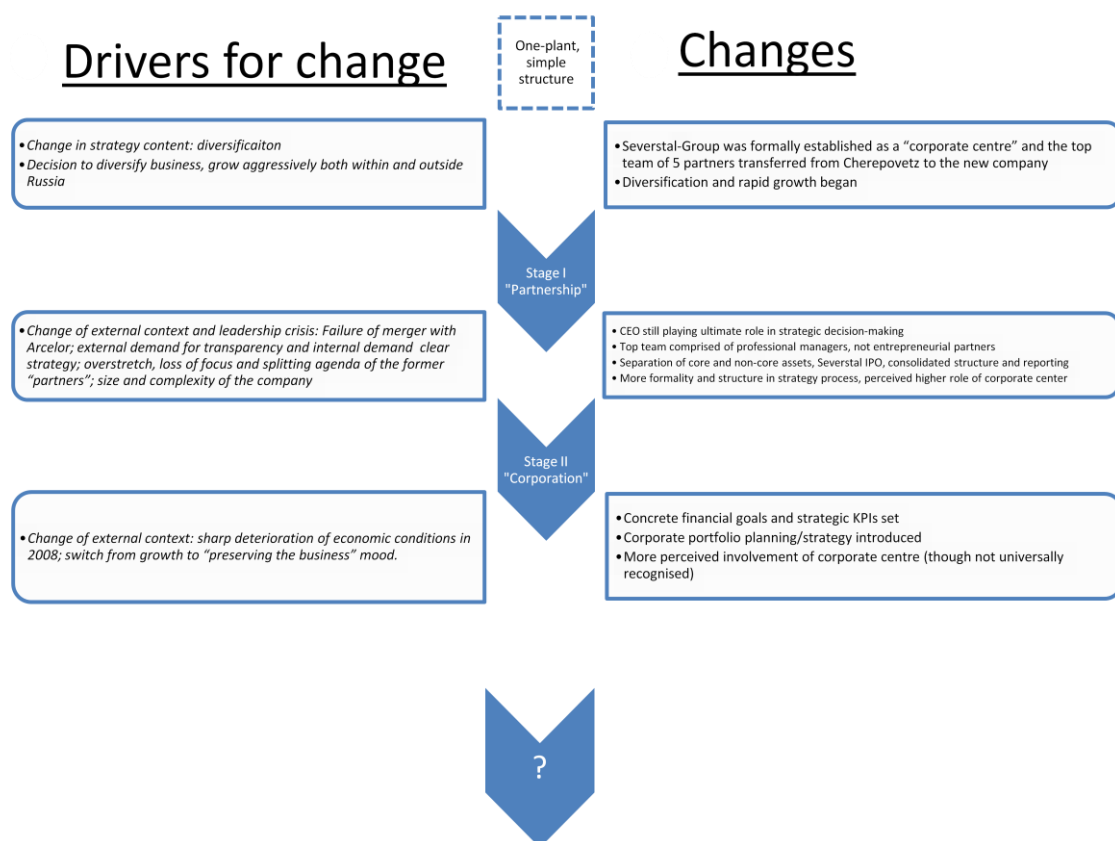 Drivers for change
One-plant,
simple
structure
Changes
•Change in strategy content: diversificaiton
•Decision to diversify business, grow aggressively both within and outside
Russia
•Severstal-Group was formally established as a “corporate centre” and the top
team of 5 partners transferred from Cherepovetz to the new company
•Diversification and rapid growth began
Stage I
"Partnership"
•Change of external context and leadership crisis: Failure of merger with
Arcelor; external demand for transparency and internal demand clear
strategy; overstretch, loss of focus and splitting agenda of the former
“partners”; size and complexity of the company
• CEO still playing ultimate role in strategic decision-making
• Top team comprised of professional managers, not entrepreneurial partners
• Separation of core and non-core assets, Severstal IPO, consolidated structure and reporting
• More formality and structure in strategy process, perceived higher role of corporate center
Stage II
"Corporation"
•Change of external context: sharp deterioration of economic conditions in
2008; switch from growth to “preserving the business” mood.
• Concrete financial goals and strategic KPIs set
• Corporate portfolio planning/strategy introduced
• More perceived involvement of corporate centre (though not universally
recognised)
?